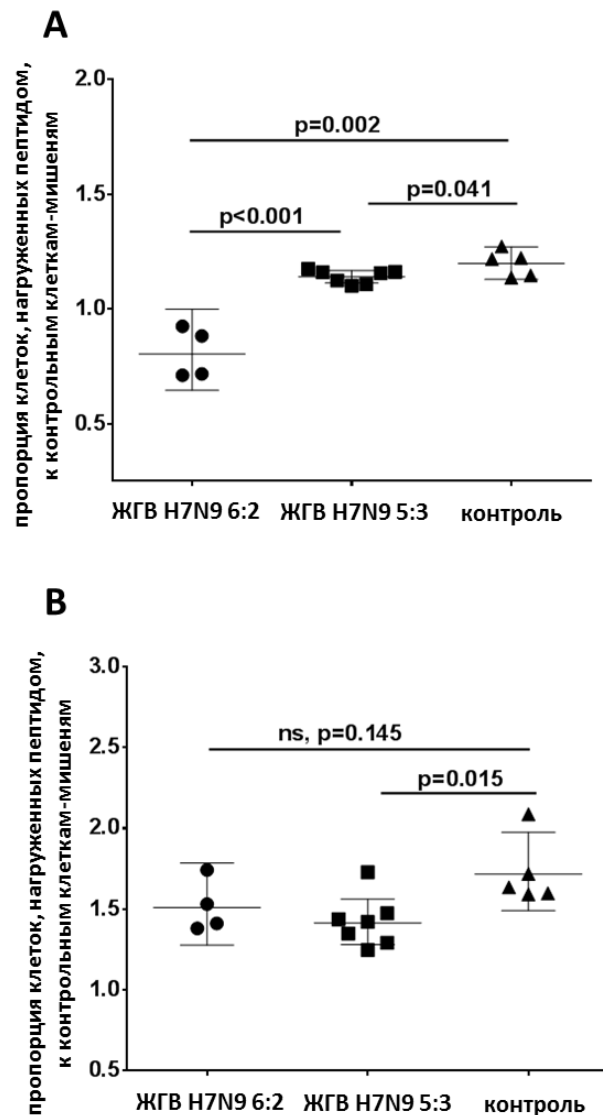 A
пропорция клеток, нагруженных пептидом,
к контрольным клеткам-мишеням
2.0
1.5
1.0
0.5
p=0.002
p=0.041
p<0.001
ЖГВ H7N9 6:2 ЖГВ H7N9 5:3 контроль
B
пропорция клеток, нагруженных пептидом,
к контрольным клеткам-мишеням
3.0
2.5
2.0
1.5
1.0
0.5
ns, p=0.145
p=0.015
ЖГВ H7N9 6:2 ЖГВ H7N9 5:3 контроль